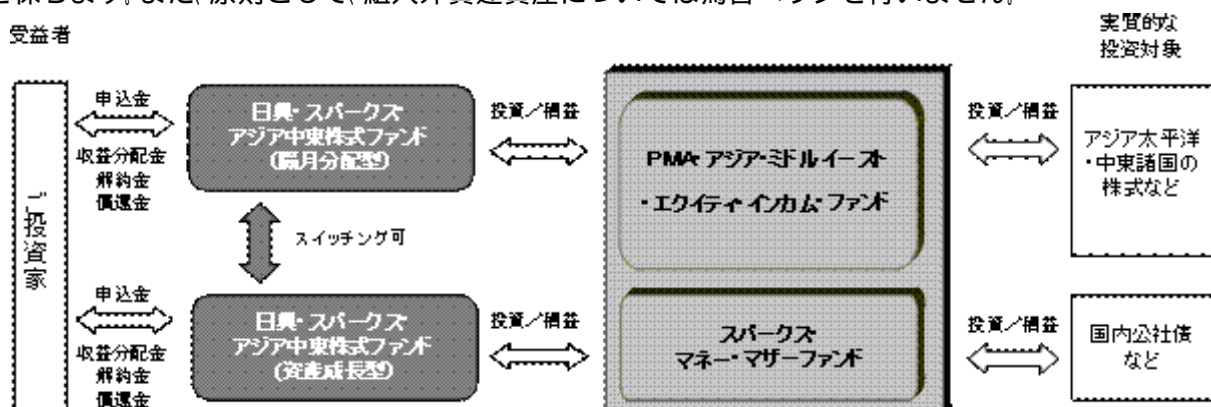 を保します。また、原則として、組入外貨建資産については為替ヘッジを行いません。
受益者
実質的な
投資対象
ご投資家
申込金
収益分配金
解約金
償還金
日興・スパークス・
アジア中東株式ファンド
(隔月分配型)
投資/損益
PMA・アジア・ミドルイースト
・エクイティ・インカム・ファンド
投資/損益
アジア太平洋
・中東諸国の
株式など
スイッチング可
申込金
収益分配金
解約金
償還金
日興・スパークス・
アジア中東株式ファンド
(資産成長型)
投資/損益
スパークス・
マネー・マザーファンド
投資/損益
国内公社債
など